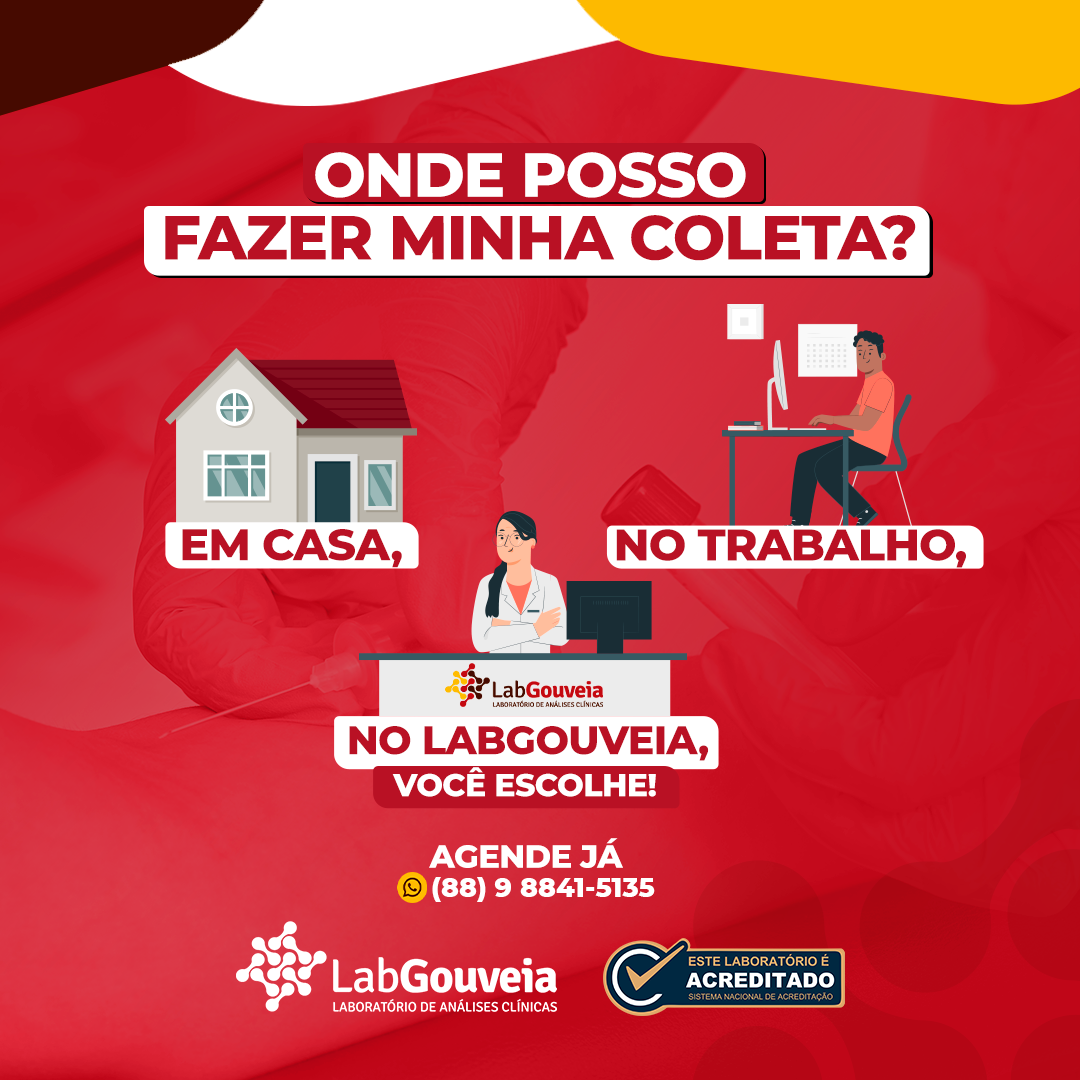 ONDE POSSO
FAZER MINHA COLETA?
EM CASA,
NO TRABALHO,
LabGouveia
LABORATÓRIO DE ANÁLISES CLÍNICAS
NO LABGOUVEIA,
VOCÊ ESCOLHE!
AGENDE JÁ
(88) 9 8841-5135
LabGouveia
LABORATÓRIO DE ANÁLISES CLÍNICAS
ESTE LABORATÓRIO É
ACREDITADO
SISTEMA NACIONAL DE ACREDITAÇÃO